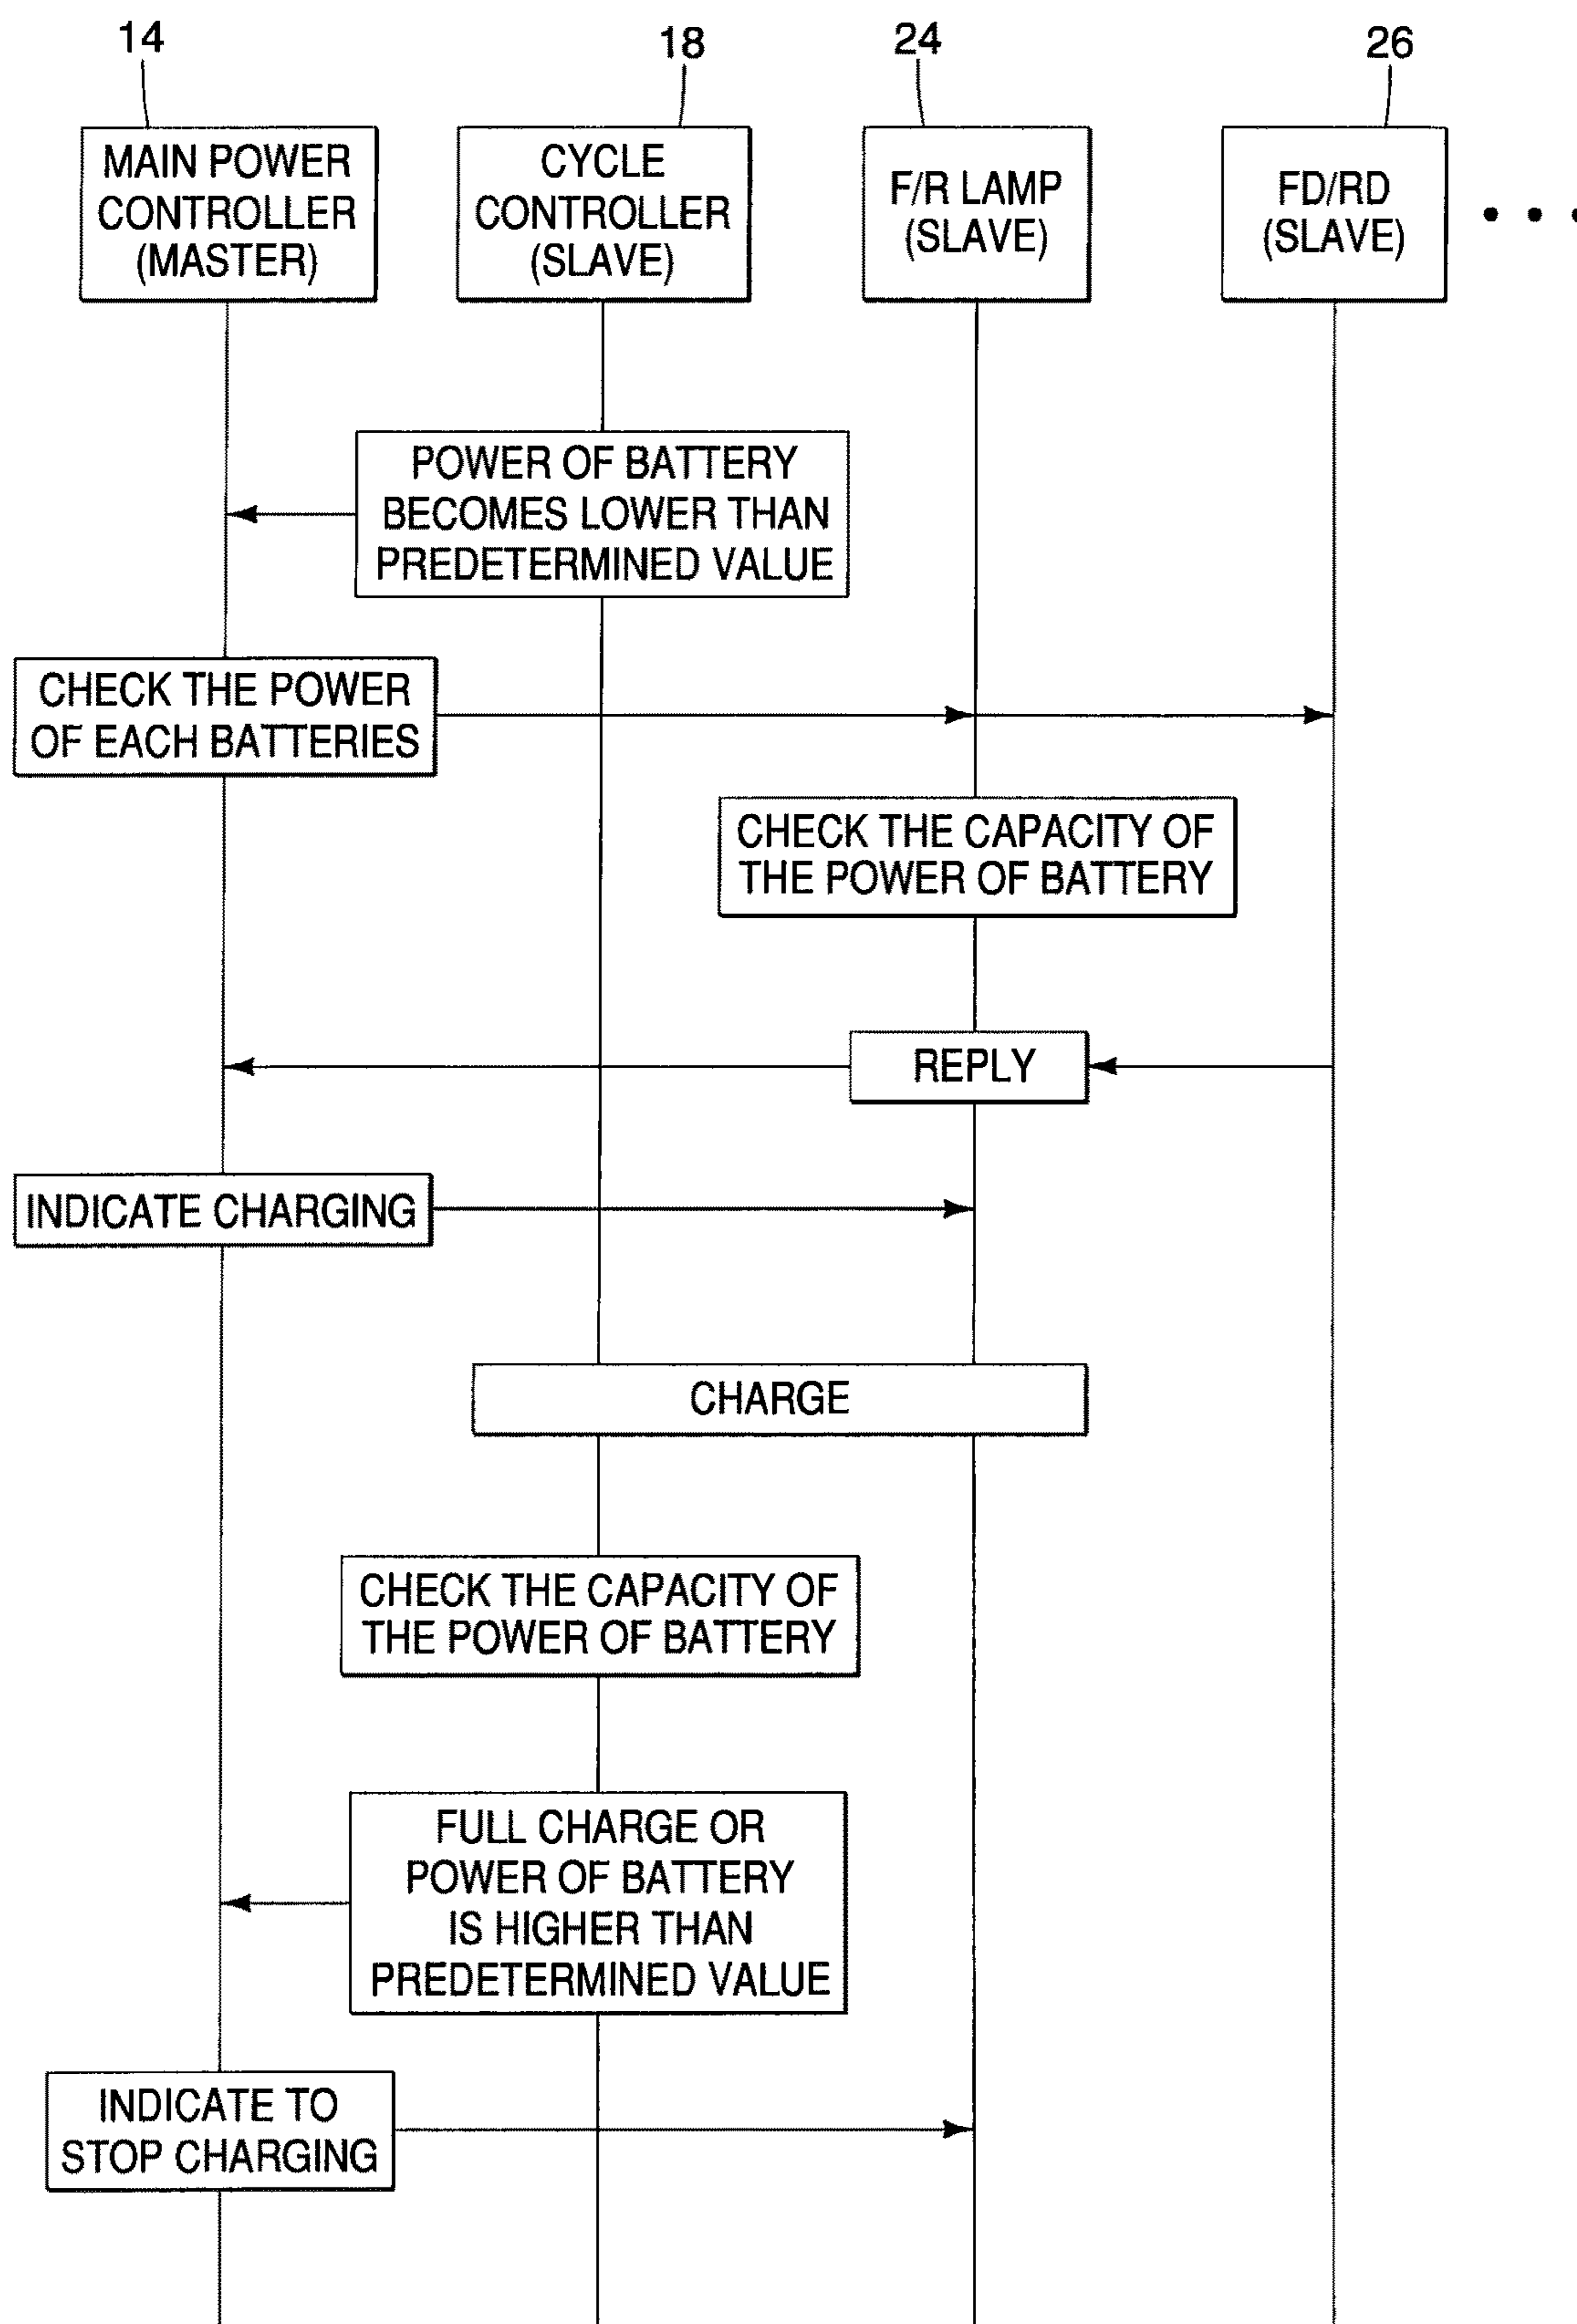 14
18
24
26
MAIN POWER
CONTROLLER
(MASTER)
CYCLE
CONTROLLER
(SLAVE)
F/R LAMP
(SLAVE)
FD/RD
(SLAVE)
• • •
POWER OF BATTERY
BECOMES LOWER THAN
PREDETERMINED VALUE
CHECK THE POWER
OF EACH BATTERIES
CHECK THE CAPACITY OF
THE POWER OF BATTERY
REPLY
INDICATE CHARGING
CHARGE
CHECK THE CAPACITY OF
THE POWER OF BATTERY
FULL CHARGE OR
POWER OF BATTERY
IS HIGHER THAN
PREDETERMINED VALUE
INDICATE TO
STOP CHARGING